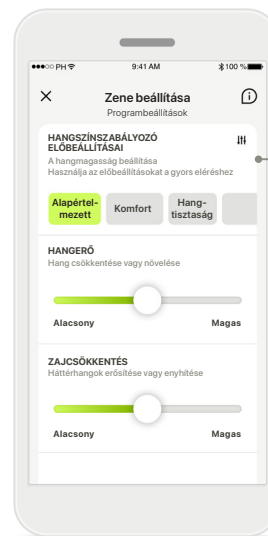 PH 9:41 AM 100 %
Zene beállítása
Programbeállítások
HANGSZÍNSZABÁLYOZÓ
ELŐBEÁLLÍTÁSAI
A hangmagasság beállítása
Használja az előbeállításokat a gyors eléréshez
Alapértel-
mezett
Komfort
Hang-
tisztaság
HANGERŐ
Hang csökkentése vagy növelése
Alacsony Magas
ZAJCSÖKKENTÉS
Háttérhangok erősítése vagy enyhítése
Alacsony Magas